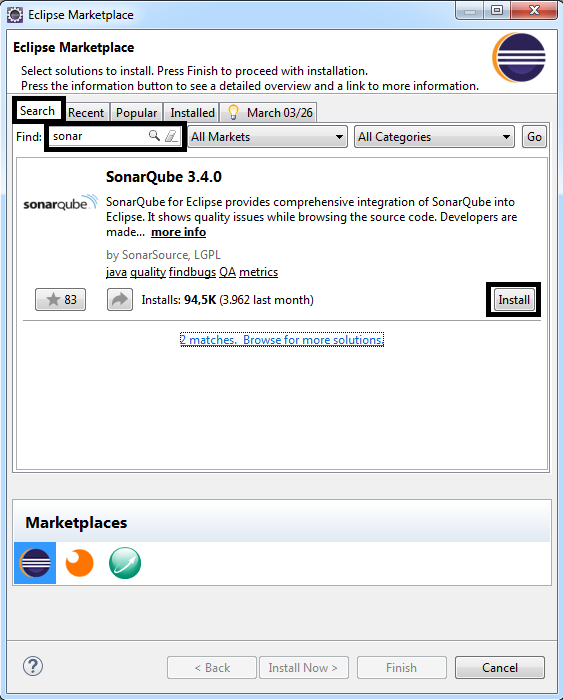 Eclipse Marketplace
Eclipse Marketplace
Select solutions to install. Press Finish to proceed with installation.
Press the information button to see a detailed overview and a link to more information.
Search Recent Popular Installed March 03/26
Find: sonar All Markets All Categories Go
SonarQube 3.4.0
sonarqube
SonarQube for Eclipse provides comprehensive integration of SonarQube into
Eclipse. It shows quality issues while browsing the source code. Developers are
made... more info
by SonarSource, LGPL
java quality findbugs QA metrics
83 Installs: 94,5K (3.962 last month) Install
2 matches. Browse for more solutions.
Marketplaces
? < Back Install Now > Finish Cancel